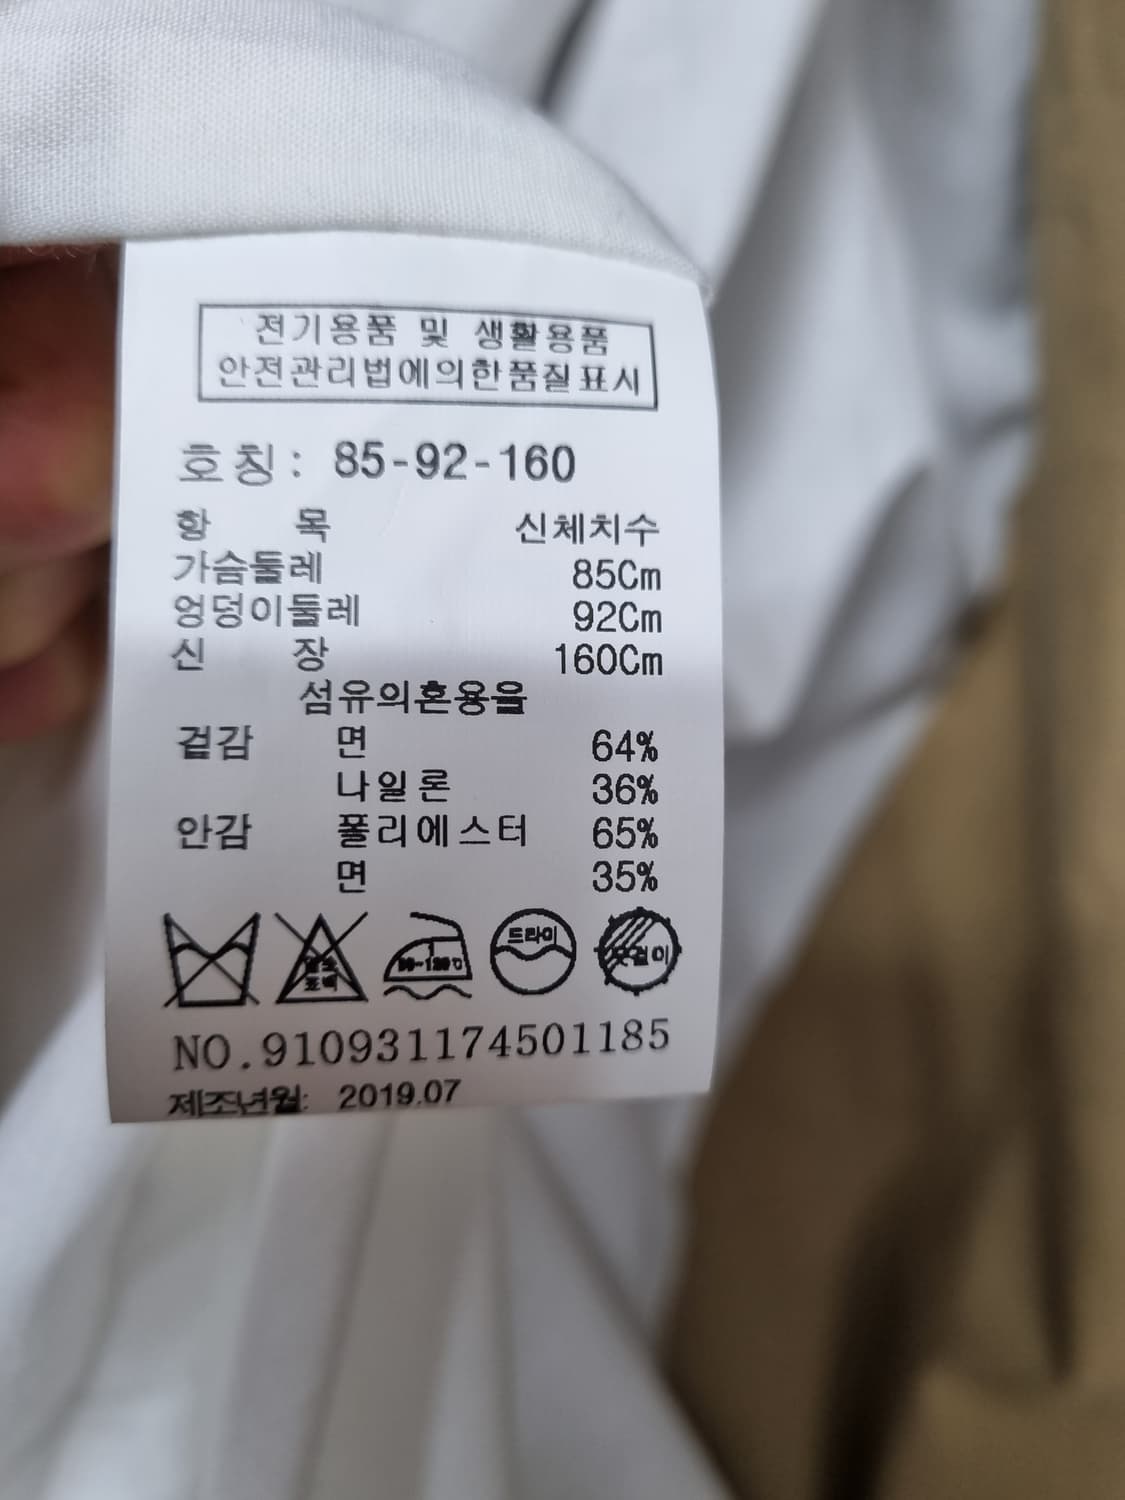 전기용품 및 생활용품
안전관리법에의한품질표시
호칭: 85-92-160
항 목 신체치수
가슴둘레 85Cm
엉덩이둘레 92Cm
신 장 160Cm
섬유의혼용율
겉감 면 64%
나일론 36%
안감 폴리에스터 65%
면 35%
드라이
NO.910931174501185
제조년월: 2019.07